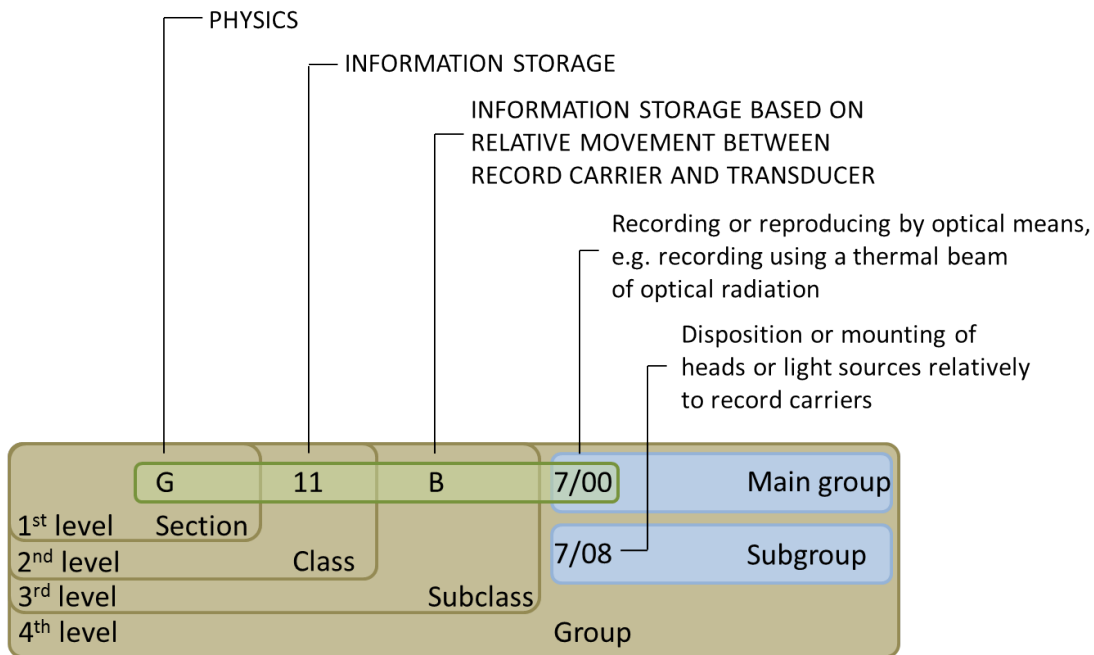 PHYSICS
INFORMATION STORAGE
INFORMATION STORAGE BASED ON
RELATIVE MOVEMENT BETWEEN
RECORD CARRIER AND TRANSDUCER
Recording or reproducing by optical means,
e.g. recording using a thermal beam
of optical radiation
Disposition or mounting of
heads or light sources relatively
to record carriers
G 11 B 7/00 Main group
1st level Section
7/08 Subgroup
2nd level Class
3rd level Subclass
4th level Group